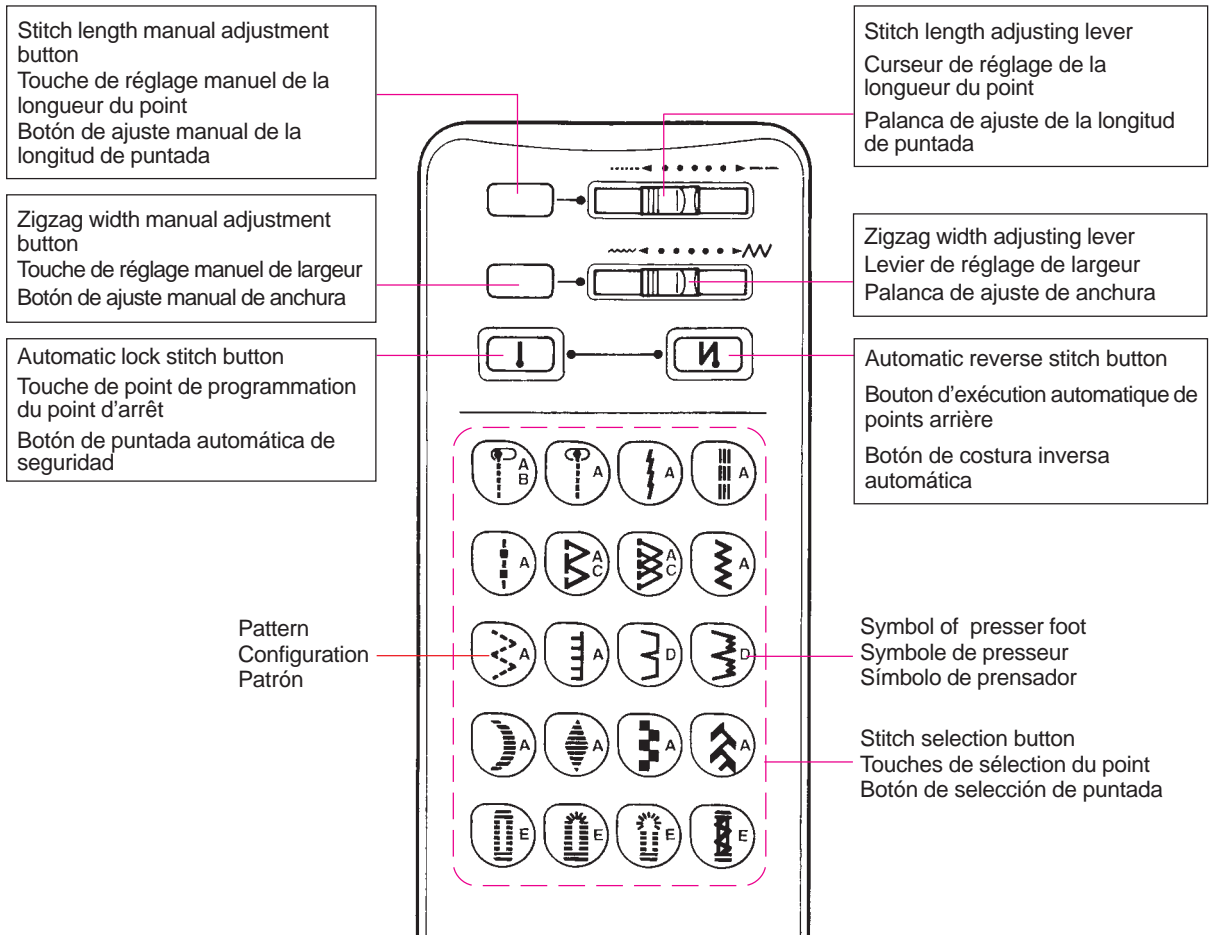 Stitch length manual adjustment
button
Touche de réglage manuel de la
longueur du point
Botón de ajuste manual de la
longitud de puntada
Zigzag width manual adjustment
button
Touche de réglage manuel de largeur
Botón de ajuste manual de anchura
Automatic lock stitch button
Touche de point de programmation
du point d'arrêt
Botón de puntada automática de
seguridad
Stitch length adjusting lever
Curseur de réglage de la
longueur du point
Palanca de ajuste de la longitud
de puntada
Zigzag width adjusting lever
Levier de réglage de largeur
Palanca de ajuste de anchura
Automatic reverse stitch button
Bouton d'exécution automatique de
points arrière
Botón de costura inversa
automática
A
B
A
A
A
A
A
C
A
C
A
Pattern
Configuration
Patrón
A
A
D
D
Symbol of presser foot
Symbole de presseur
Símbolo de prensador
A
A
A
A
Stitch selection button
Touches de sélection du point
Botón de selección de puntada
E
E
E
E